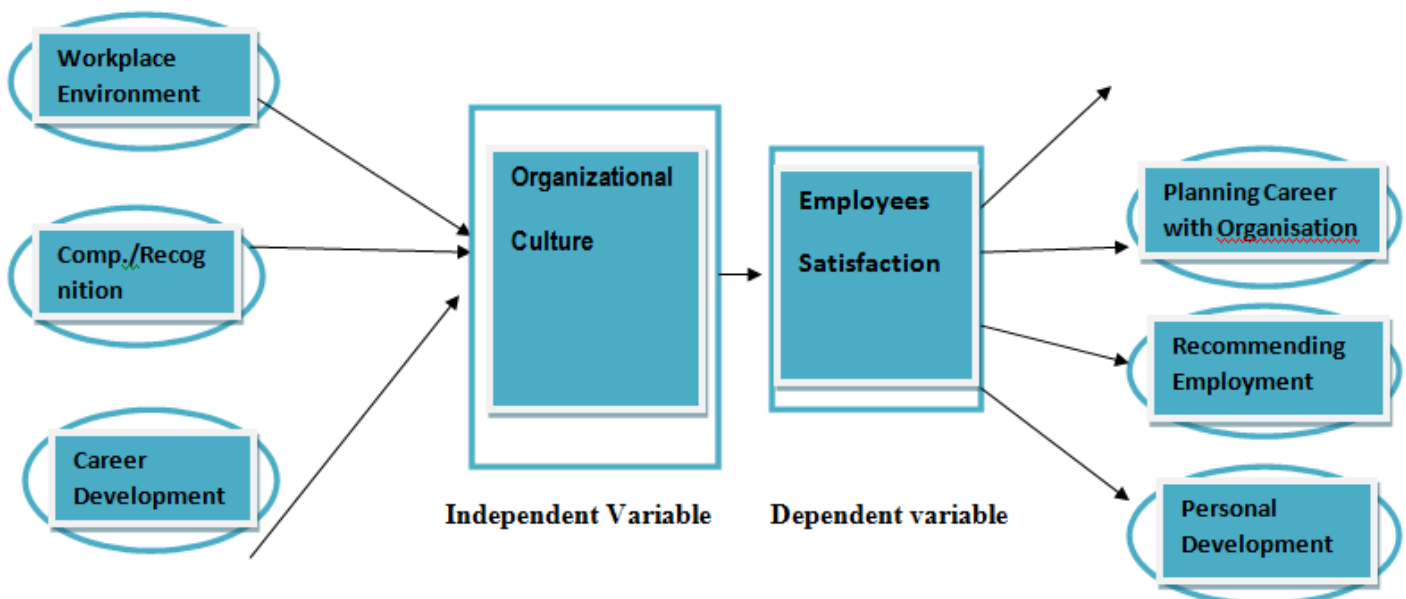 Workplace
Environment
Comp./Recog
nition
Career
Development
Organizational
Culture
Independent Variable
Employees
Satisfaction
Dependent variable
Planning Career
with Organisation
Recommending
Employment
Personal
Development